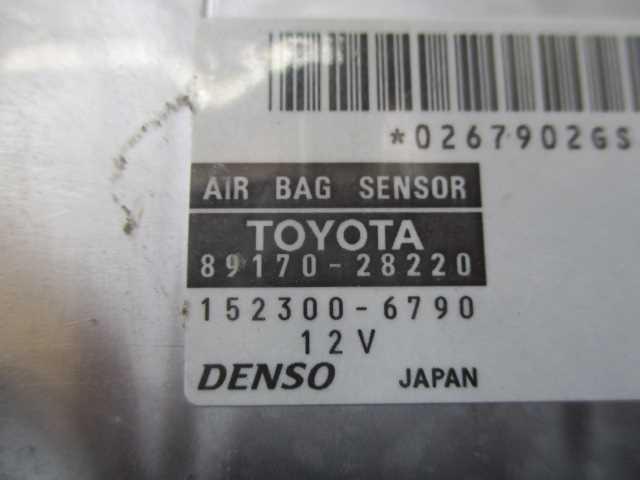 *0267902GS
AIR BAG SENSOR
TOYOTA
89170-28220
152300-6790
12V
DENSO JAPAN